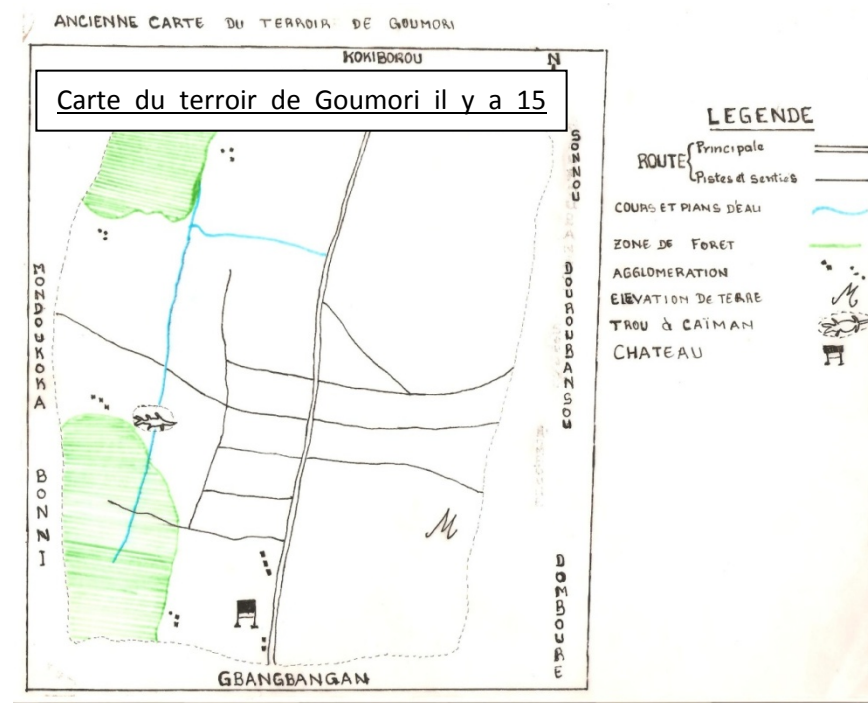 ANCIENNE CARTE DU TERROIR DE GOUMORI
KOKIBOROU
N
Carte du terroir de Goumori il y a 15
SONNOU
DOUROUBANSOU
DOMBOURE
MONDOUKOKA
BONNI
GBANGBANGAN
LEGENDE
ROUTE
Principale
Pistes et senties
COURS ET PLANS D'EAU
ZONE DE FORET
AGGLOMERATION
ELEVATION DE TERRE
TROU à CAÏMAN
CHATEAU